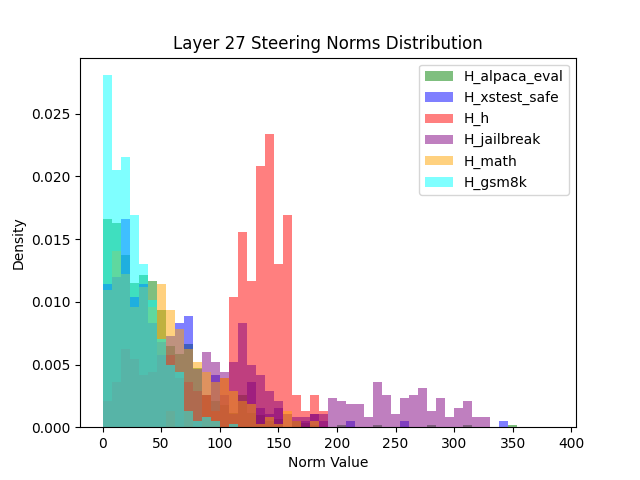 Layer 27 Steering Norms Distribution
H_alpaca_eval
H_xstest_safe
H_h
H_jailbreak
H_math
H_gsm8k
Density
0.025
0.020
0.015
0.010
0.005
0.000
0 50 100 150 200 250 300 350 400
Norm Value